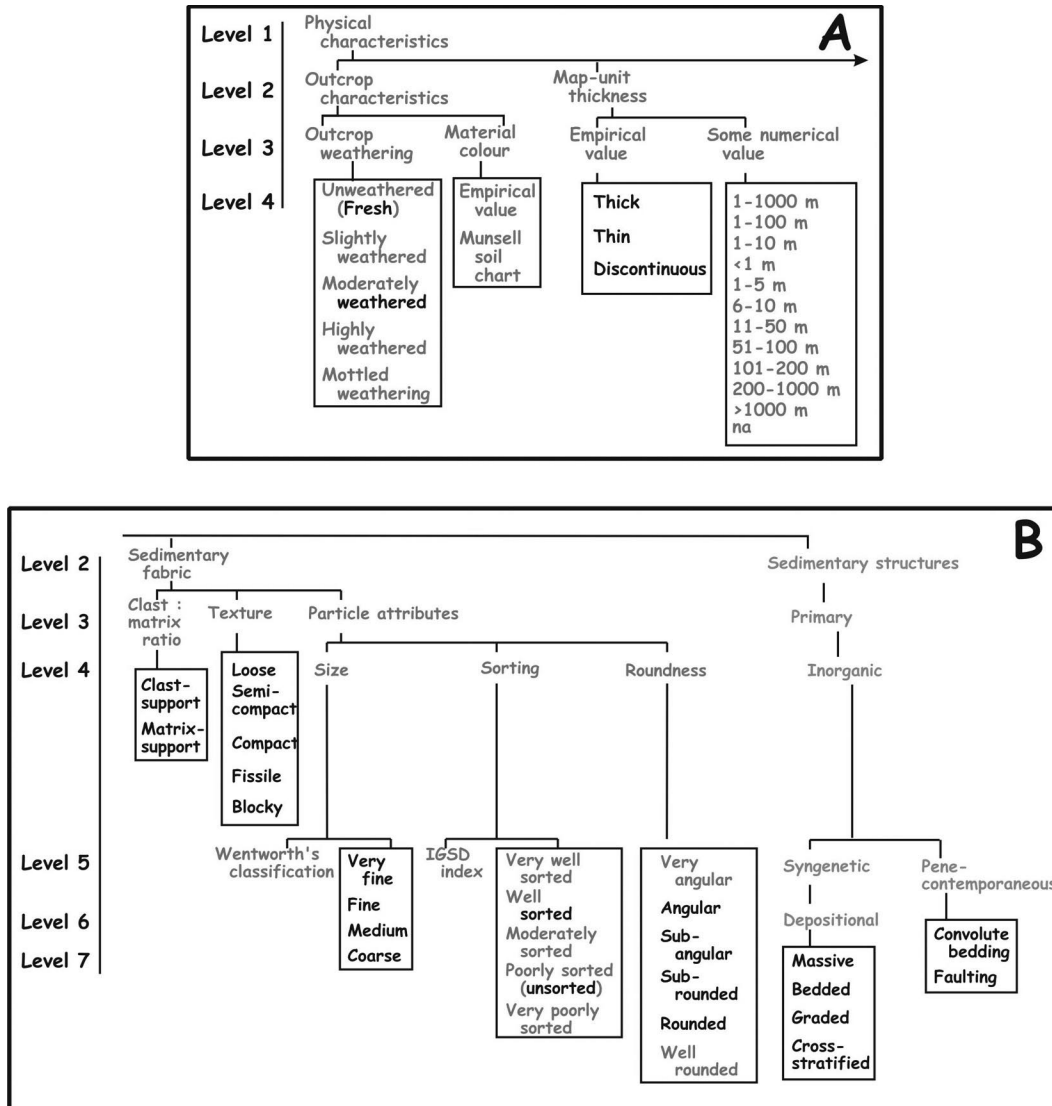 A
Level 1
Physical
characteristics
Level 2
Outcrop
characteristics
Map-unit
thickness
Level 3
Outcrop
weathering
Material
colour
Empirical
value
Some numerical
value
Level 4
Unweathered
(Fresh)
Slightly
weathered
Moderately
weathered
Highly
weathered
Mottled
weathering
Empirical
value
Munsell
soil
chart
Thick
Thin
Discontinuous
1-1000 m
1-100 m
1-10 m
<1 m
1-5 m
6-10 m
11-50 m
51-100 m
101-200 m
200-1000 m
>1000 m
na
B
Level 2
Sedimentary
fabric
Sedimentary structures
Level 3
Clast :
matrix
ratio
Texture
Particle attributes
Primary
Level 4
Clast-
support
Matrix-
support
Loose
Semi-
compact
Compact
Fissile
Blocky
Size
Sorting
Roundness
Inorganic
Level 5
Wentworth's
classification
Very
fine
Fine
Medium
Coarse
IGSD
index
Very well
sorted
Well
sorted
Moderately
sorted
Poorly sorted
(unsorted)
Very poorly
sorted
Very
angular
Angular
Sub-
angular
Sub-
rounded
Rounded
Well
rounded
Syngenetic
Pene-
contemporaneous
Level 6
Depositional
Convolute
bedding
Faulting
Level 7
Massive
Bedded
Graded
Cross-
stratified